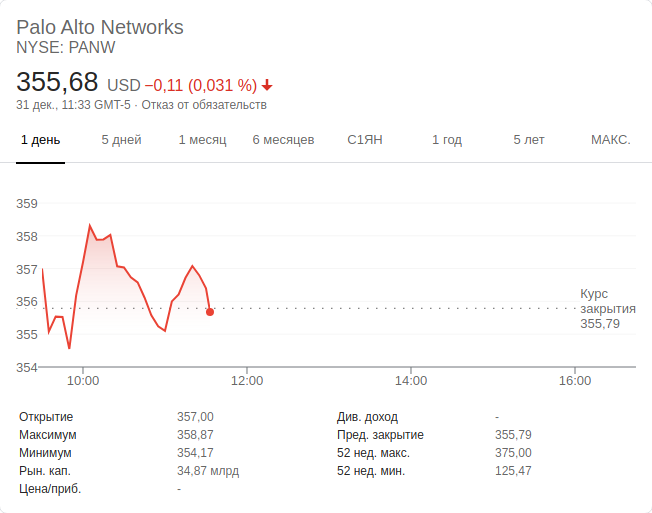 Palo Alto Networks
NYSE: PANW
355,68 USD −0,11 (0,031 %)
31 дек., 11:33 GMT-5 · Отказ от обязательств
1 день 5 дней 1 месяц 6 месяцев С1ЯН 1 год 5 лет МАКС.
359
358
357
356
355
354
Курс
закрытия
355,79
10:00 12:00 14:00 16:00
Открытие 357,00 Див. доход -
Максимум 358,87 Пред. закрытие 355,79
Минимум 354,17 52 нед. макс. 375,00
Рын. кап. 34,87 млрд 52 нед. мин. 125,47
Цена/приб. -